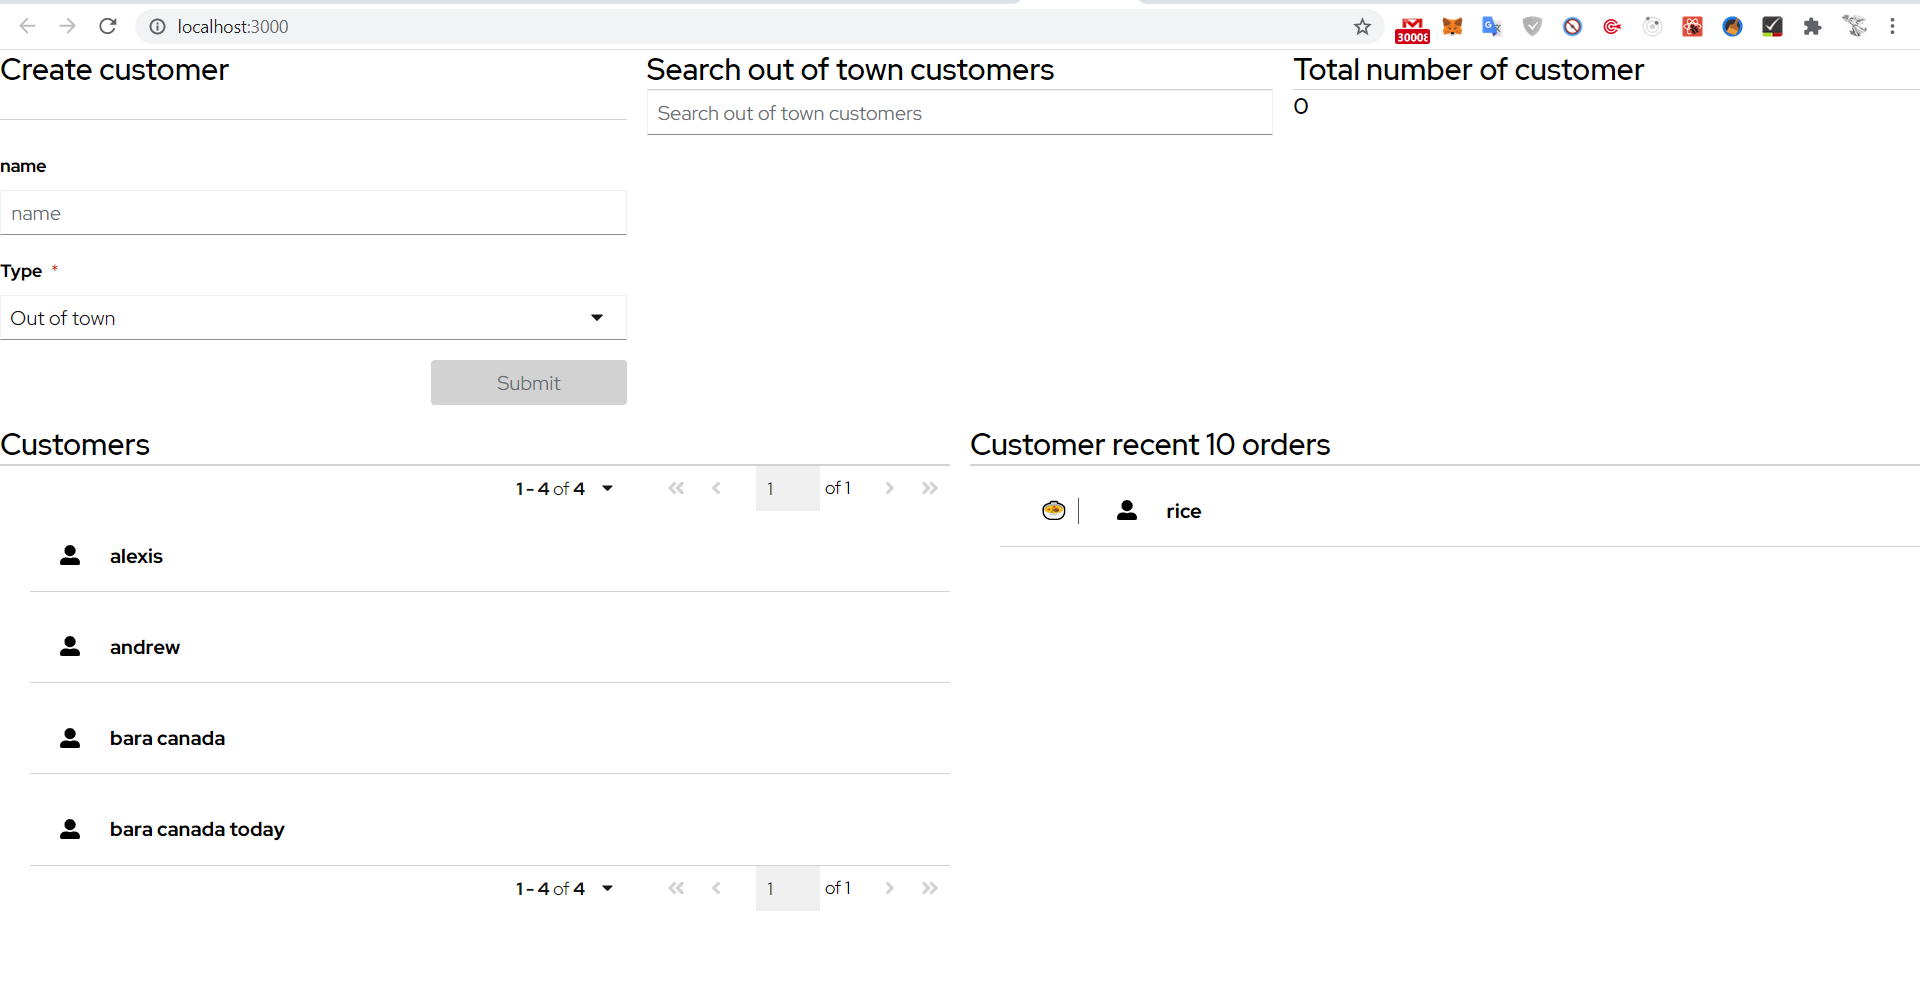 localhost:3000
30008
Create customer
Search out of town customers
Total number of customer
Search out of town customers
0
name
name
Type *
Out of town
Submit
Customers
Customer recent 10 orders
1 - 4 of 4
1 of 1
rice
alexis
andrew
bara canada
bara canada today
1 - 4 of 4
1 of 1